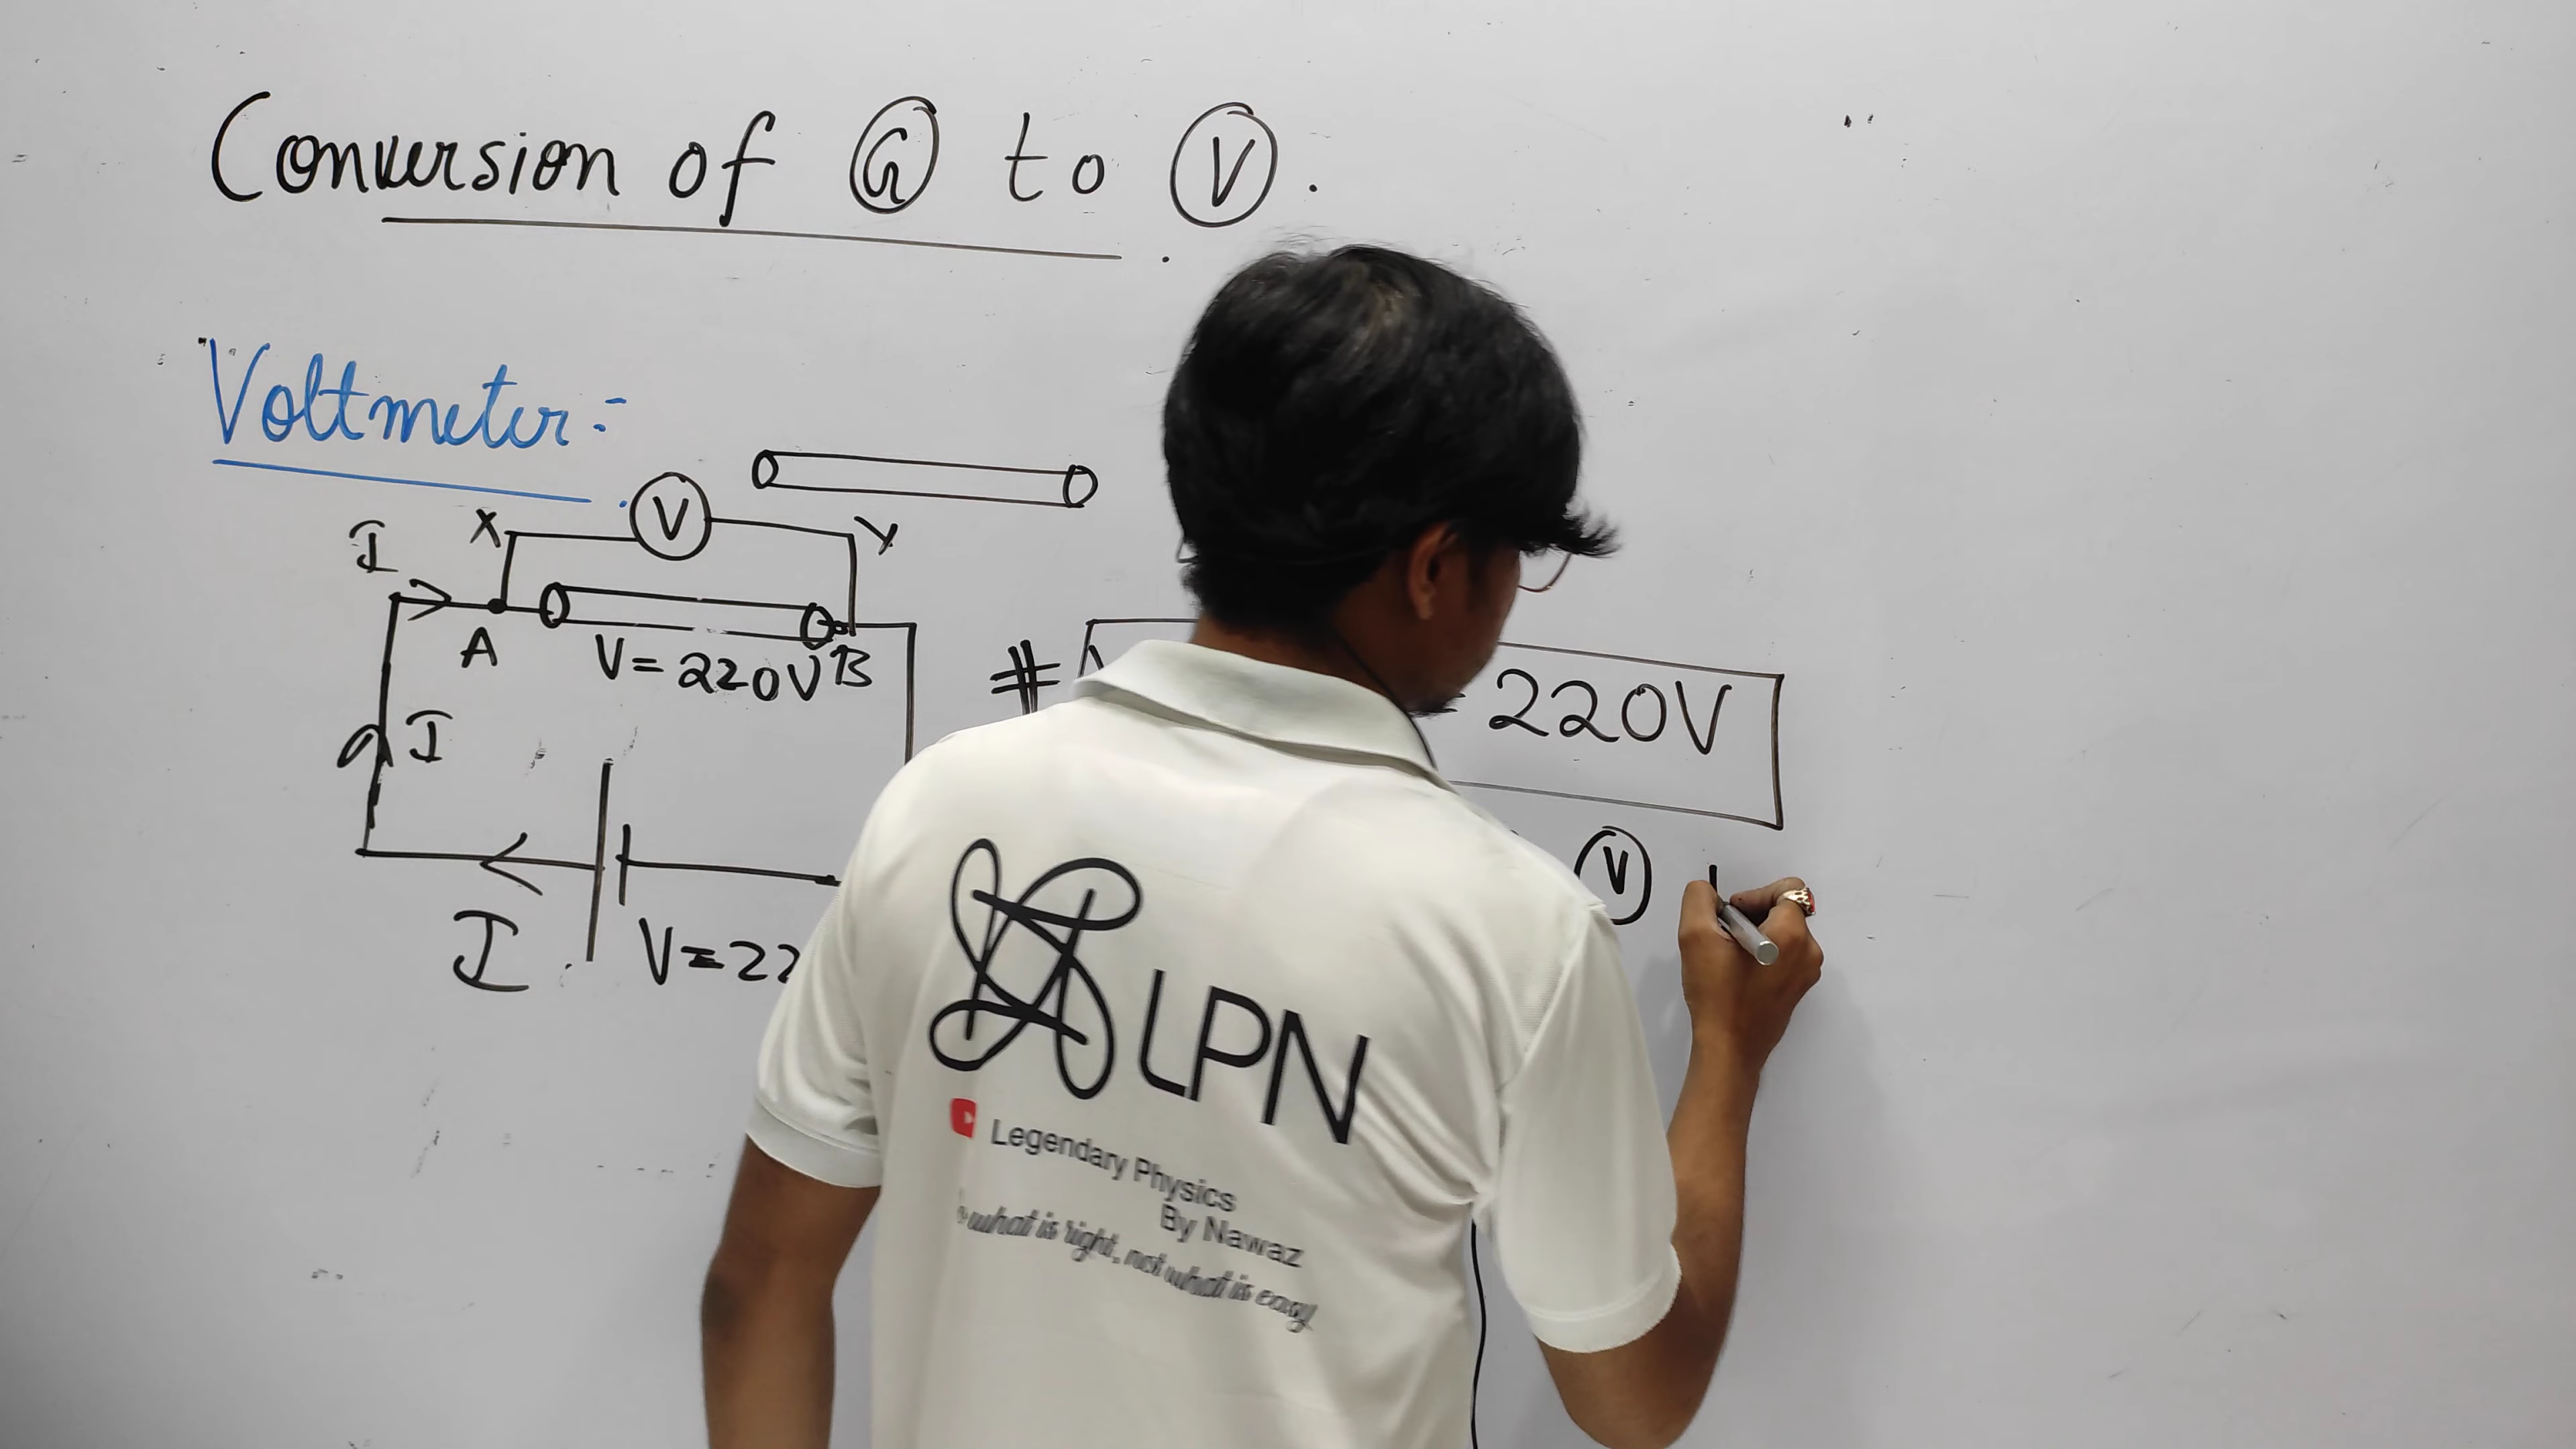 Conversion of G to V.
Voltmeter:-
V
X
Y
I
A
V= 220V
B
I
I
V=22
#
220V
V
LPN
Legendary Physics
By Nawaz
what is right, not what is easy